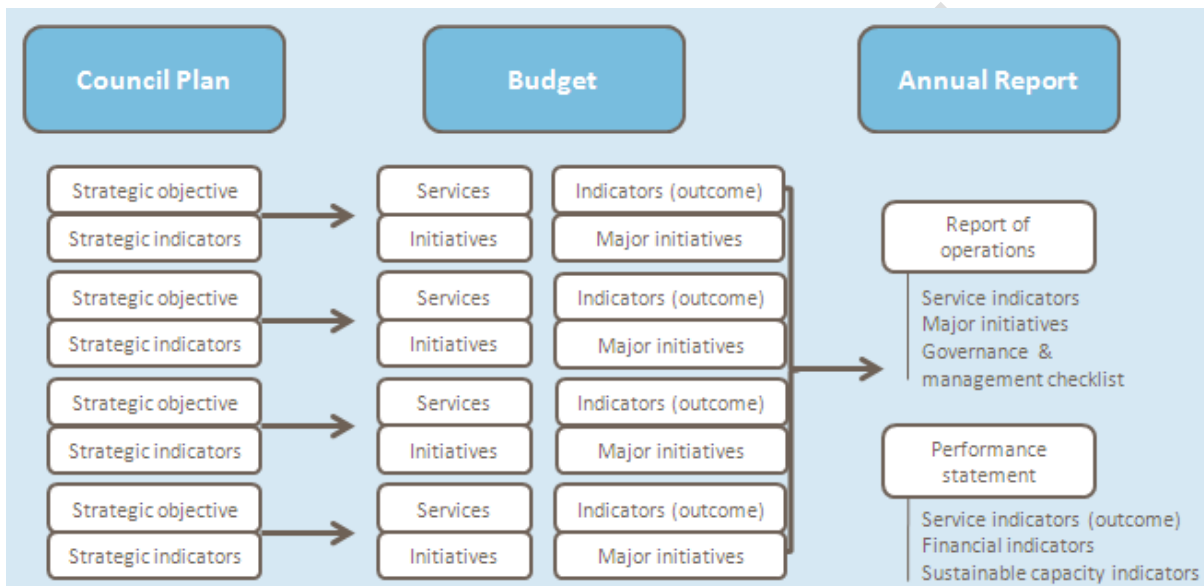 Council Plan
Budget
Annual Report
Strategic objective
Strategic indicators
Services
Initiatives
Indicators (outcome)
Major initiatives
Strategic objective
Strategic indicators
Services
Initiatives
Indicators (outcome)
Major initiatives
Strategic objective
Strategic indicators
Services
Initiatives
Indicators (outcome)
Major initiatives
Strategic objective
Strategic indicators
Services
Initiatives
Indicators (outcome)
Major initiatives
Report of
operations
Service indicators
Major initiatives
Governance &
management checklist
Performance
statement
Service indicators (outcome)
Financial indicators
Sustainable capacity indicators